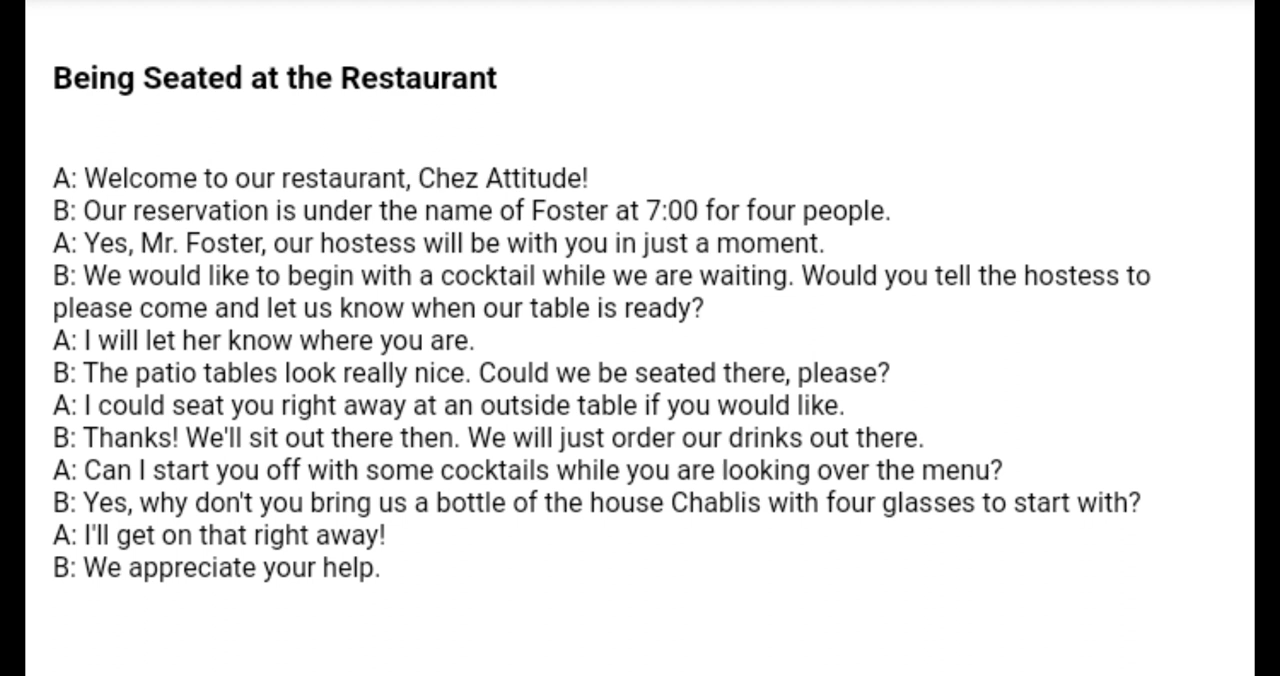 Being Seated at the Restaurant
A: Welcome to our restaurant, Chez Attitude!
B: Our reservation is under the name of Foster at 7:00 for four people.
A: Yes, Mr. Foster, our hostess will be with you in just a moment.
B: We would like to begin with a cocktail while we are waiting. Would you tell the hostess to
please come and let us know when our table is ready?
A: I will let her know where you are.
B: The patio tables look really nice. Could we be seated there, please?
A: I could seat you right away at an outside table if you would like.
B: Thanks! We'll sit out there then. We will just order our drinks out there.
A: Can I start you off with some cocktails while you are looking over the menu?
B: Yes, why don't you bring us a bottle of the house Chablis with four glasses to start with?
A: I'll get on that right away!
B: We appreciate your help.